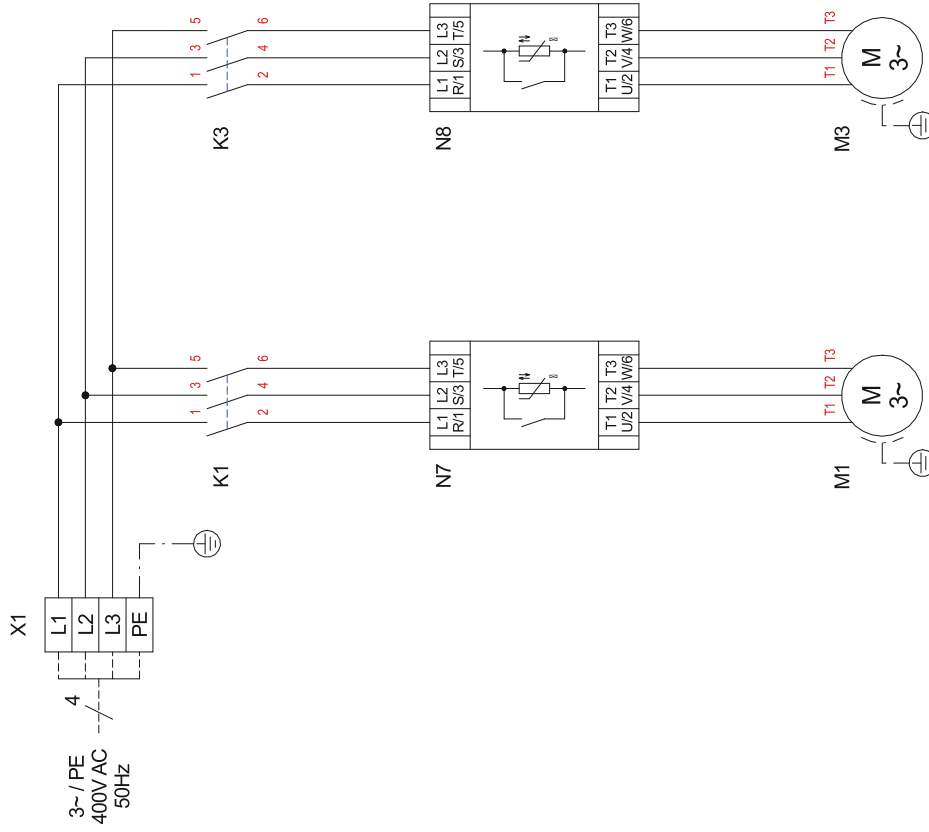 X1
3~ / PE
400V AC
50Hz
4
L1
L2
L3
PE
1 3 5
K1
2 4 6
N7
L1 L2 L3
R/1 S/3 T/5
T1 T2 T3
U/2 V/4 W/6
T1 T2 T3
M1
M
3~
1 3 5
K3
2 4 6
N8
L1 L2 L3
R/1 S/3 T/5
T1 T2 T3
U/2 V/4 W/6
T1 T2 T3
M3
M
3~